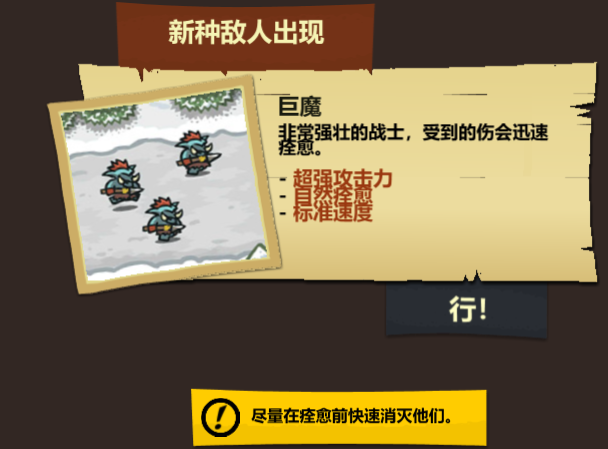 新种敌人出现
巨魔
非常强壮的战士，受到的伤会迅速
痊愈。
- 超强攻击力
- 自然痊愈
- 标准速度
行！
尽量在痊愈前快速消灭他们。